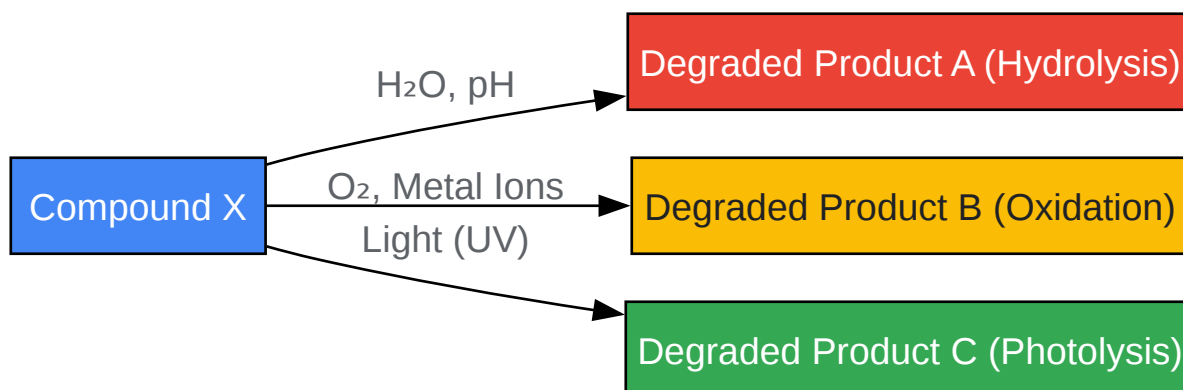 Degraded Product A (Hydrolysis)
H₂O, pH
Compound X
O₂, Metal Ions
Degraded Product B (Oxidation)
Light (UV)
Degraded Product C (Photolysis)